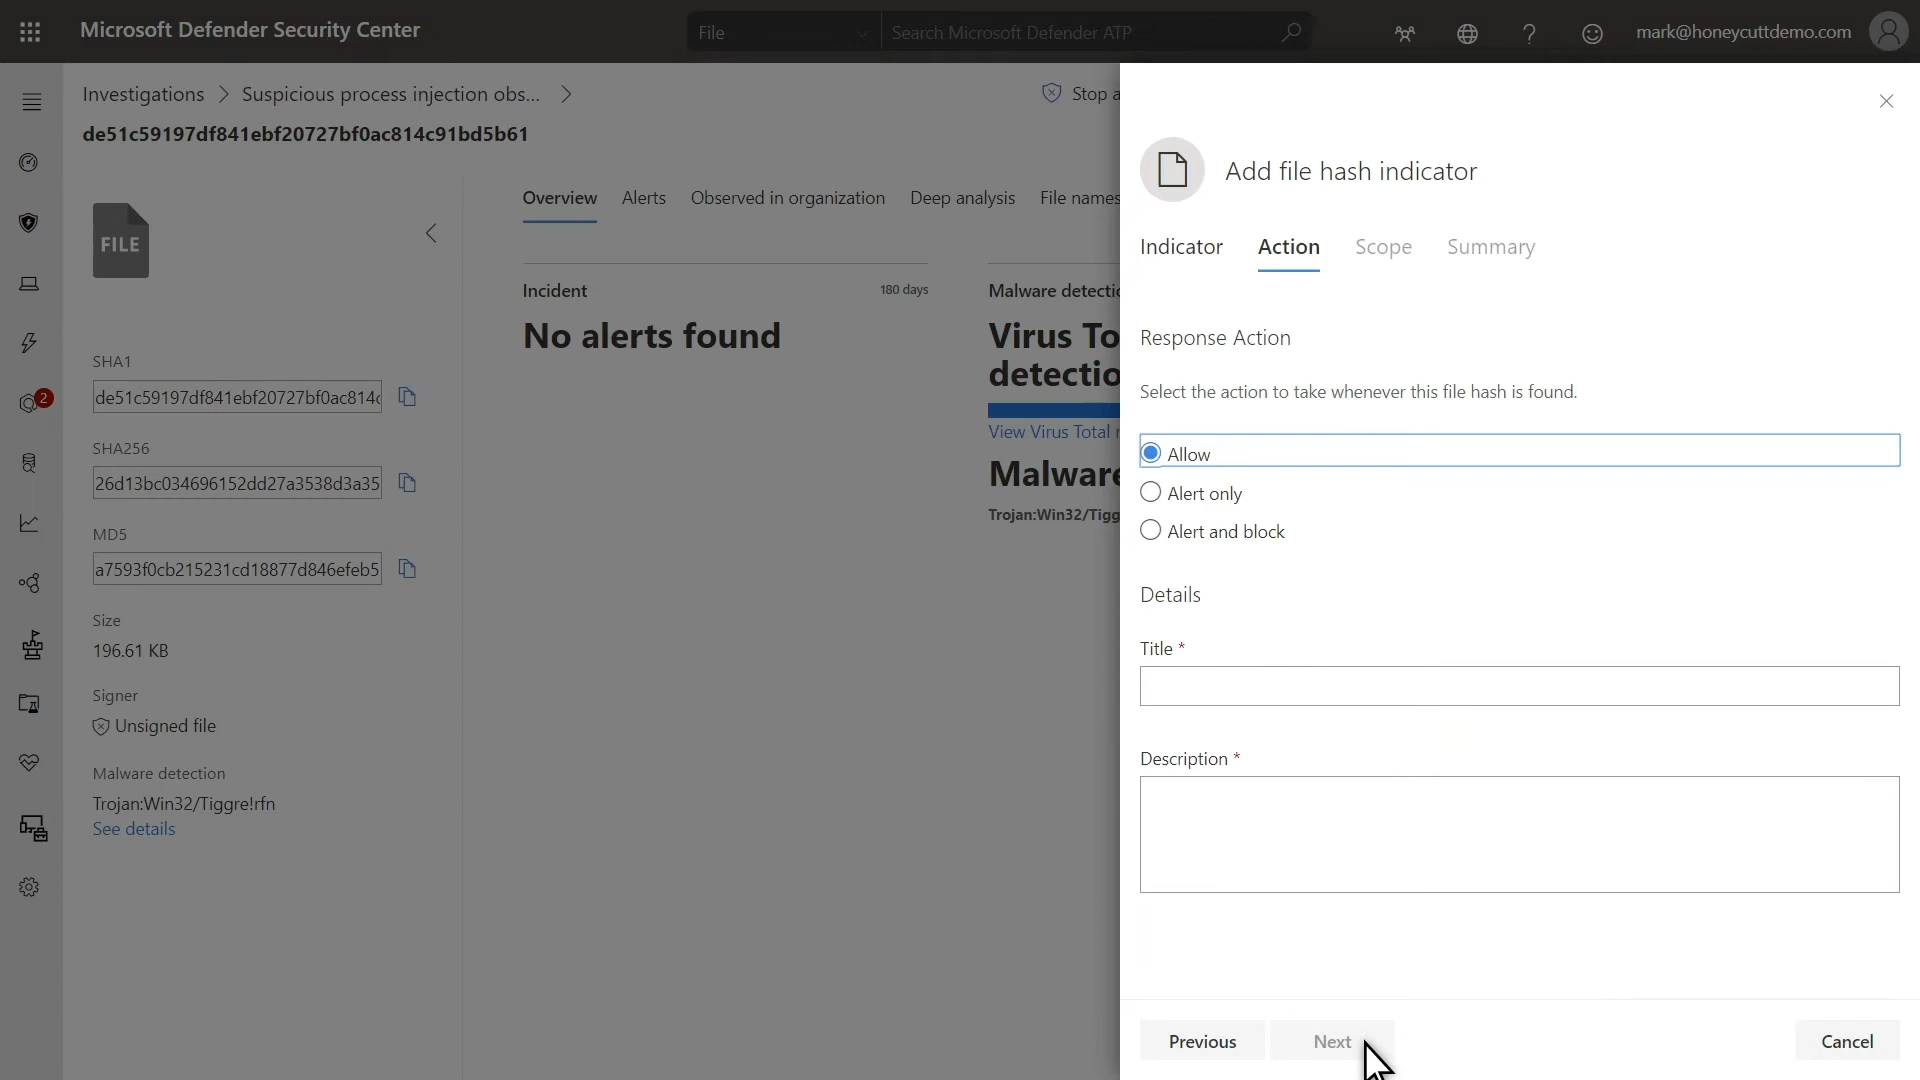 Microsoft Defender Security Center
File
Search Microsoft Defender ATP
mark@honeycuttdemo.com
Investigations
Suspicious process injection obs...
Stop a
de51c59197df841ebf20727bf0ac814c91bd5b61
FILE
SHA1
de51c59197df841ebf20727bf0ac814c
SHA256
26d13bc034696152dd27a3538d3a35
MD5
a7593f0cb215231cd18877d846efeb5
Size
196.61 KB
Signer
Unsigned file
Malware detection
Trojan:Win32/Tiggre!rfn
See details
2
Overview
Alerts
Observed in organization
Deep analysis
File names
Incident
180 days
No alerts found
Malware detectio
Virus To
detectio
View Virus Total
Malware
Trojan:Win32/Tigg
Add file hash indicator
Indicator
Action
Scope
Summary
Response Action
Select the action to take whenever this file hash is found.
Allow
Alert only
Alert and block
Details
Title *
Description *
Previous
Next
Cancel